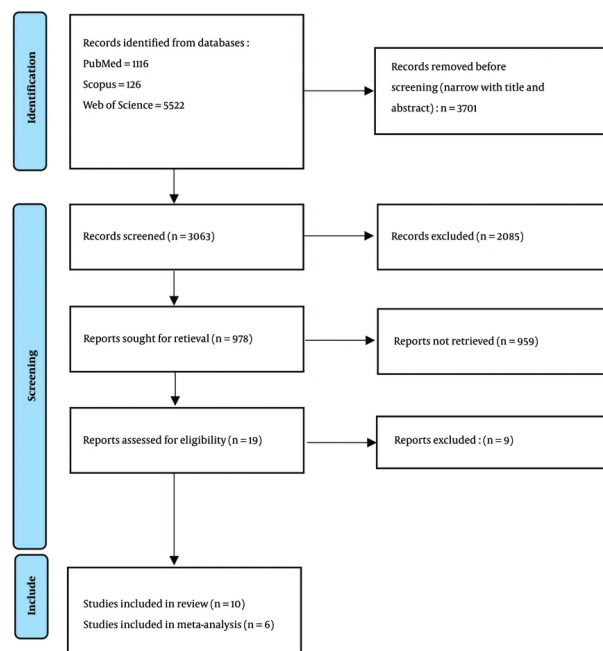 Identification
Records identified from databases :
PubMed = 1116
Scopus = 126
Web of Science = 5522
Records removed before
screening (narrow with title and
abstract) : n = 3701
Screening
Records screened (n = 3063)
Records excluded (n = 2085)
Reports sought for retieval (n = 978)
Reports not retrieved (n = 959)
Reports assessed for eligibility (n = 19)
Reports excluded : (n = 9)
Include
Studies included in review (n = 10)
Studies included in meta-analysis (n = 6)